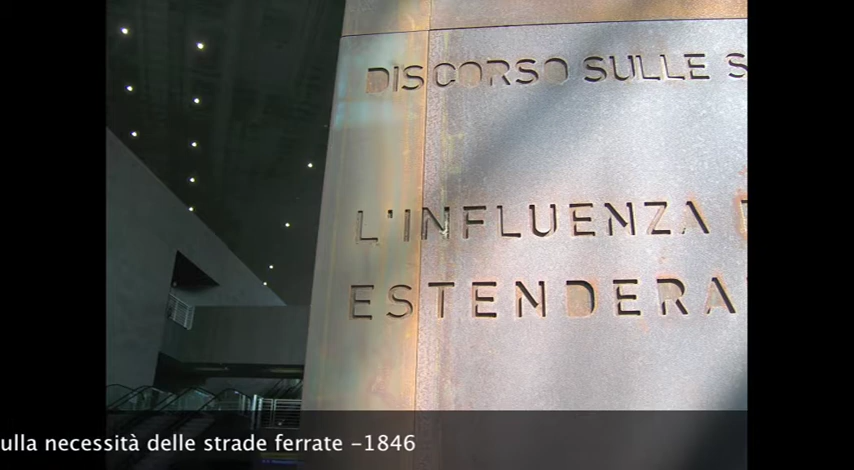 DISCORSO SULLE S
L'INFLUENZA
ESTENDERA
ulla necessità delle strade ferrate -1846